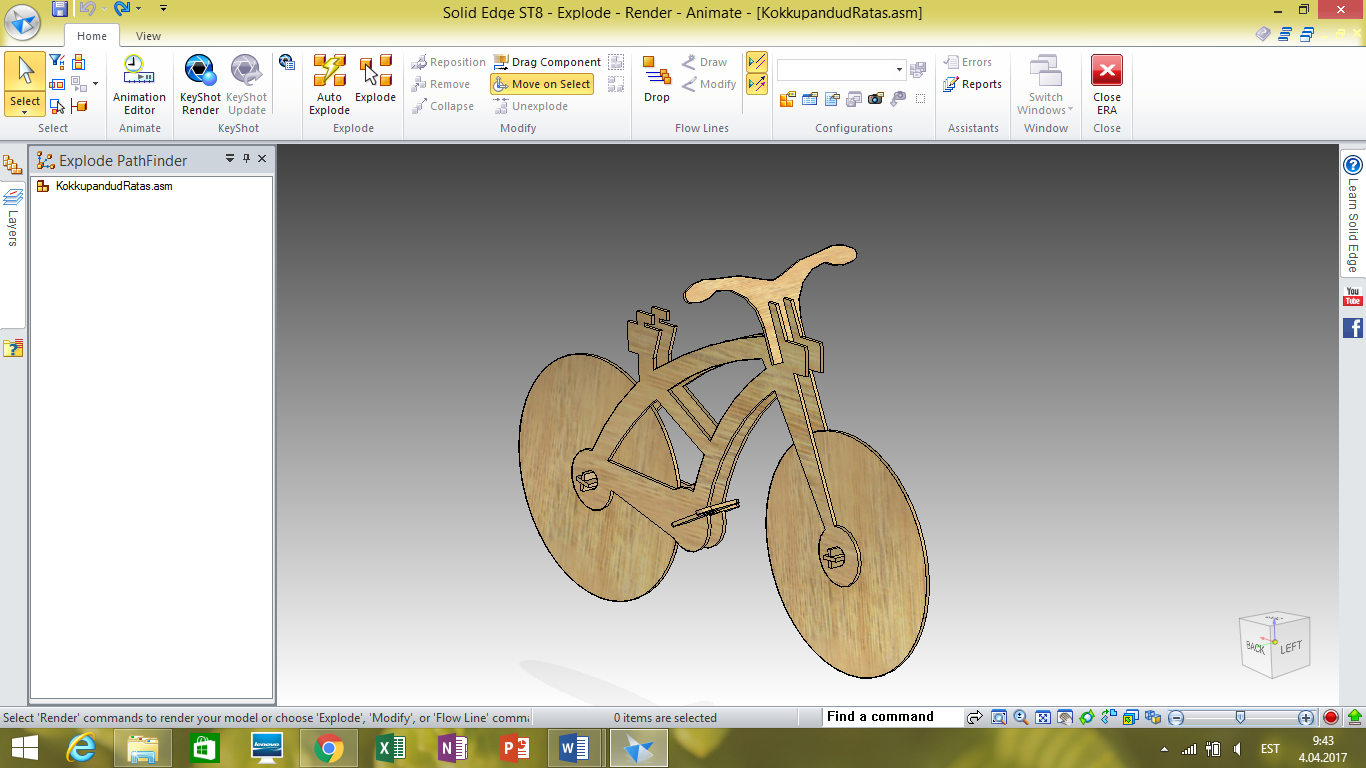 Solid Edge ST8 - Explode - Render - Animate - [KokkupandudRatas.asm]
Home View
Select
Select
Animation Editor
Animate
KeyShot Render
KeyShot Update
KeyShot
Auto Explode
Explode
Explode
Reposition
Remove
Collapse
Drag Component
Move on Select
Unexplode
Modify
Drop
Draw
Modify
Flow Lines
Configurations
Errors
Reports
Assistants
Switch Windows
Window
Close ERA
Close
Explode PathFinder
KokkupandudRatas.asm
Layers
Learn Solid Edge
You Tube
BACK LEFT
Select 'Render' commands to render your model or choose 'Explode', 'Modify', or 'Flow Line' comma
0 items are selected
Find a command
lenovo
EST
9:43
4.04.2017